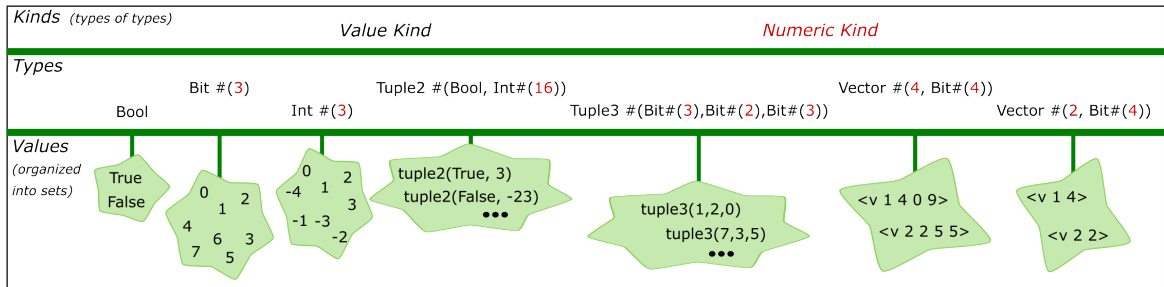 Kinds (types of types)
Value Kind
Numeric Kind
Types
Bool
Bit #(3)
Int #(3)
Tuple2 #(Bool, Int#(16))
Tuple3 #(Bit#(3),Bit#(2),Bit#(3))
Vector #(4, Bit#(4))
Vector #(2, Bit#(4))
Values
(organized
into sets)
True
False
0
2
1
4
6
3
7
5
0
2
-4
1
3
-1
-3
-2
tuple2(True, 3)
tuple2(False, -23)
•••
tuple3(1,2,0)
tuple3(7,3,5)
•••
<v 1 4 0 9>
<v 2 2 5 5>
<v 1 4>
<v 2 2>